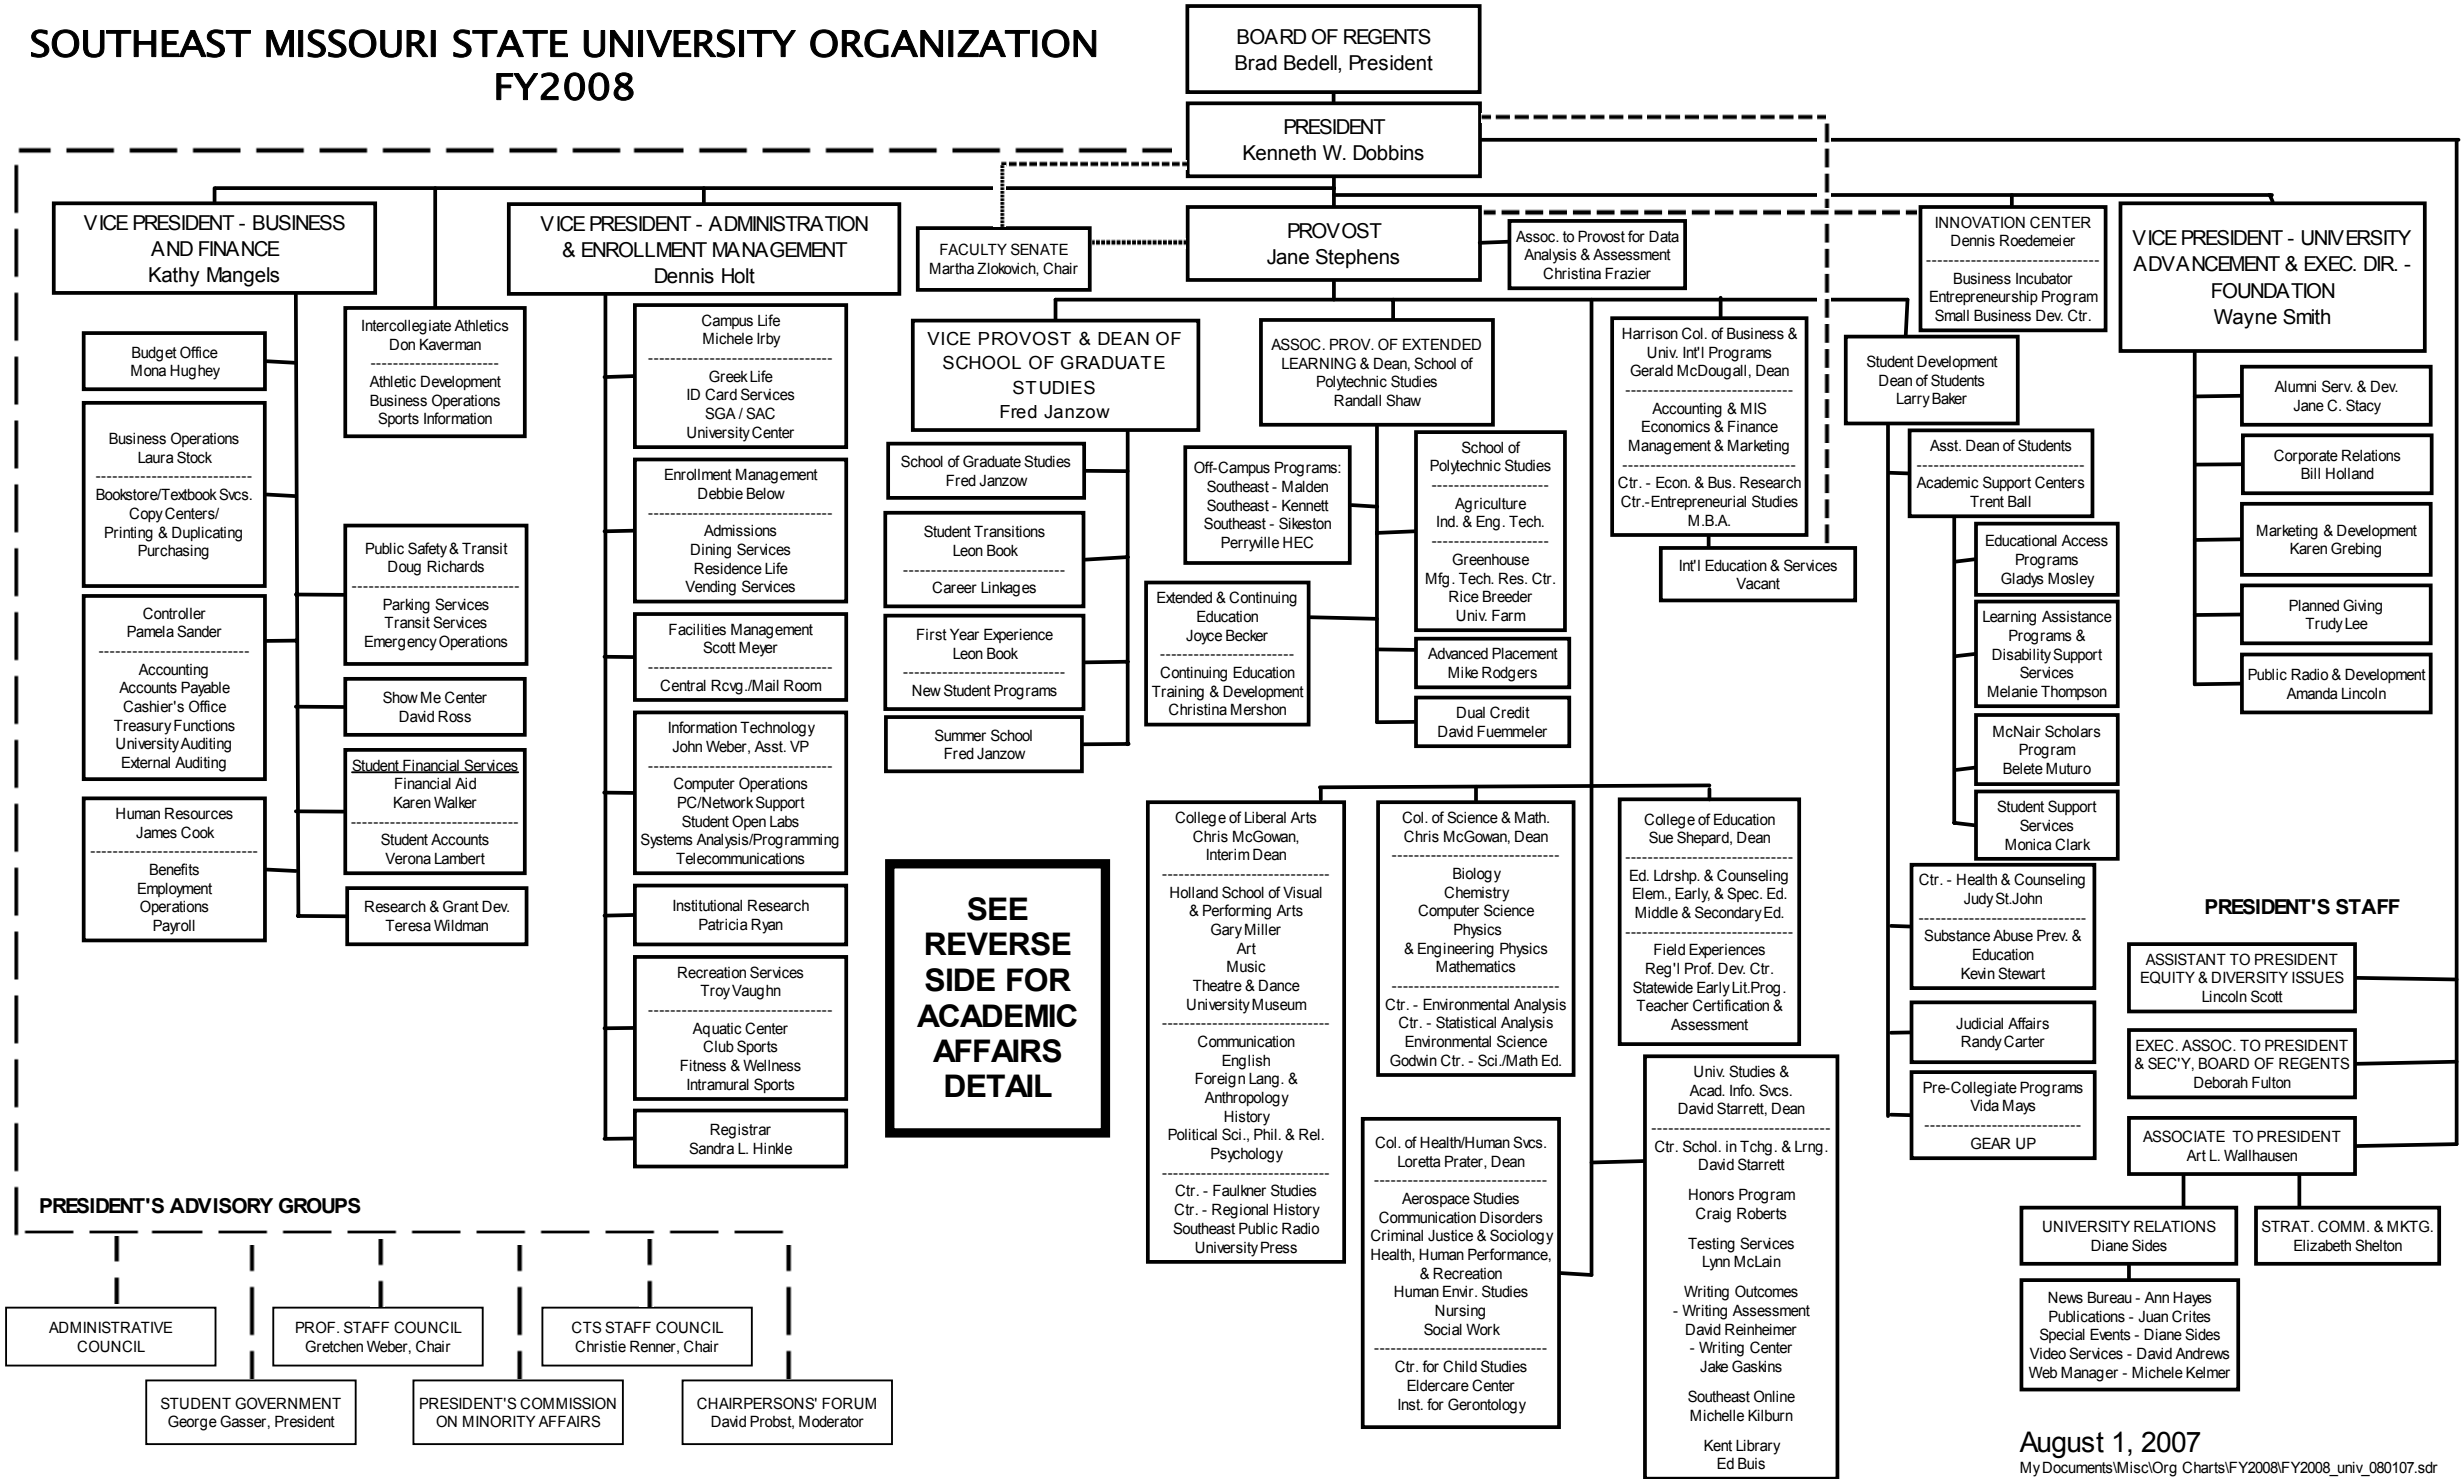 SOUTHEAST MISSOURI STATE UNIVERSITY ORGANIZATION
FY2008
BOARD OF REGENTS
Brad Bedell, President
PRESIDENT
Kenneth W. Dobbins
VICE PRESIDENT - BUSINESS
AND FINANCE
Kathy Mangels
VICE PRESIDENT - ADMINISTRATION
& ENROLLMENT MANAGEMENT
Dennis Holt
FACULTY SENATE
Martha Zlokovich, Chair
PROVOST
Jane Stephens
Assoc. to Provost for Data
Analysis & Assessment
Christina Frazier
INNOVATION CENTER
Dennis Roedemeier
Business Incubator
Entrepreneurship Program
Small Business Dev. Ctr.
VICE PRESIDENT - UNIVERSITY
ADVANCEMENT & EXEC. DIR. -
FOUNDATION
Wayne Smith
Budget Office
Mona Hughey
Business Operations
Laura Stock
Bookstore/Textbook Svcs.
Copy Centers/
Printing & Duplicating
Purchasing
Controller
Pamela Sander
Accounting
Accounts Payable
Cashier's Office
Treasury Functions
University Auditing
External Auditing
Human Resources
James Cook
Benefits
Employment
Operations
Payroll
Intercollegiate Athletics
Don Kaverman
Athletic Development
Business Operations
Sports Information
Public Safety & Transit
Doug Richards
Parking Services
Transit Services
Emergency Operations
Show Me Center
David Ross
Student Financial Services
Financial Aid
Karen Walker
Student Accounts
Verona Lambert
Research & Grant Dev.
Teresa Wildman
Campus Life
Michele Irby
Greek Life
ID Card Services
SGA / SAC
University Center
Enrollment Management
Debbie Below
Admissions
Dining Services
Residence Life
Vending Services
Facilities Management
Scott Meyer
Central Rcvg./Mail Room
Information Technology
John Weber, Asst. VP
Computer Operations
PC/Network Support
Student Open Labs
Systems Analysis/Programming
Telecommunications
Institutional Research
Patricia Ryan
Recreation Services
Troy Vaughn
Aquatic Center
Club Sports
Fitness & Wellness
Intramural Sports
Registrar
Sandra L. Hinkle
VICE PROVOST & DEAN OF
SCHOOL OF GRADUATE
STUDIES
Fred Janzow
School of Graduate Studies
Fred Janzow
Student Transitions
Leon Book
Career Linkages
First Year Experience
Leon Book
New Student Programs
Summer School
Fred Janzow
ASSOC. PROV. OF EXTENDED
LEARNING & Dean, School of
Polytechnic Studies
Randall Shaw
Off-Campus Programs:
Southeast - Malden
Southeast - Kennett
Southeast - Sikeston
Perryville HEC
Extended & Continuing
Education
Joyce Becker
Continuing Education
Training & Development
Christina Mershon
School of
Polytechnic Studies
Agriculture
Ind. & Eng. Tech.
Greenhouse
Mfg. Tech. Res. Ctr.
Rice Breeder
Univ. Farm
Advanced Placement
Mike Rodgers
Dual Credit
David Fuemmeler
Harrison Col. of Business &
Univ. Int'l Programs
Gerald McDougall, Dean
Accounting & MIS
Economics & Finance
Management & Marketing
Ctr. - Econ. & Bus. Research
Ctr.-Entrepreneurial Studies
M.B.A.
Int'l Education & Services
Vacant
Student Development
Dean of Students
Larry Baker
Asst. Dean of Students
Academic Support Centers
Trent Ball
Educational Access
Programs
Gladys Mosley
Learning Assistance
Programs &
Disability Support
Services
Melanie Thompson
McNair Scholars
Program
Belete Muturo
Student Support
Services
Monica Clark
Ctr. - Health & Counseling
Judy St.John
Substance Abuse Prev. &
Education
Kevin Stewart
Judicial Affairs
Randy Carter
Pre-Collegiate Programs
Vida Mays
GEAR UP
Alumni Serv. & Dev.
Jane C. Stacy
Corporate Relations
Bill Holland
Marketing & Development
Karen Grebing
Planned Giving
Trudy Lee
Public Radio & Development
Amanda Lincoln
SEE
REVERSE
SIDE FOR
ACADEMIC
AFFAIRS
DETAIL
College of Liberal Arts
Chris McGowan,
Interim Dean
Holland School of Visual
& Performing Arts
Gary Miller
Art
Music
Theatre & Dance
University Museum
Communication
English
Foreign Lang. &
Anthropology
History
Political Sci., Phil. & Rel.
Psychology
Ctr. - Faulkner Studies
Ctr. - Regional History
Southeast Public Radio
University Press
Col. of Science & Math.
Chris McGowan, Dean
Biology
Chemistry
Computer Science
Physics
& Engineering Physics
Mathematics
Ctr. - Environmental Analysis
Ctr. - Statistical Analysis
Environmental Science
Godwin Ctr. - Sci./Math Ed.
College of Education
Sue Shepard, Dean
Ed. Ldrshp. & Counseling
Elem., Early, & Spec. Ed.
Middle & Secondary Ed.
Field Experiences
Reg'l Prof. Dev. Ctr.
Statewide Early Lit.Prog.
Teacher Certification &
Assessment
Col. of Health/Human Svcs.
Loretta Prater, Dean
Aerospace Studies
Communication Disorders
Criminal Justice & Sociology
Health, Human Performance,
& Recreation
Human Envir. Studies
Nursing
Social Work
Ctr. for Child Studies
Eldercare Center
Inst. for Gerontology
Univ. Studies &
Acad. Info. Svcs.
David Starrett, Dean
Ctr. Schol. in Tchg. & Lrng.
David Starrett
Honors Program
Craig Roberts
Testing Services
Lynn McLain
Writing Outcomes
- Writing Assessment
David Reinheimer
- Writing Center
Jake Gaskins
Southeast Online
Michelle Kilburn
Kent Library
Ed Buis
PRESIDENT'S STAFF
ASSISTANT TO PRESIDENT
EQUITY & DIVERSITY ISSUES
Lincoln Scott
EXEC. ASSOC. TO PRESIDENT
& SEC'Y, BOARD OF REGENTS
Deborah Fulton
ASSOCIATE TO PRESIDENT
Art L. Wallhausen
UNIVERSITY RELATIONS
Diane Sides
STRAT. COMM. & MKTG.
Elizabeth Shelton
News Bureau - Ann Hayes
Publications - Juan Crites
Special Events - Diane Sides
Video Services - David Andrews
Web Manager - Michele Kelmer
PRESIDENT'S ADVISORY GROUPS
ADMINISTRATIVE
COUNCIL
PROF. STAFF COUNCIL
Gretchen Weber, Chair
CTS STAFF COUNCIL
Christie Renner, Chair
STUDENT GOVERNMENT
George Gasser, President
PRESIDENT'S COMMISSION
ON MINORITY AFFAIRS
CHAIRPERSONS' FORUM
David Probst, Moderator
August 1, 2007
My Documents\Misc\Org Charts\FY2008\FY2008_univ_080107.sdr